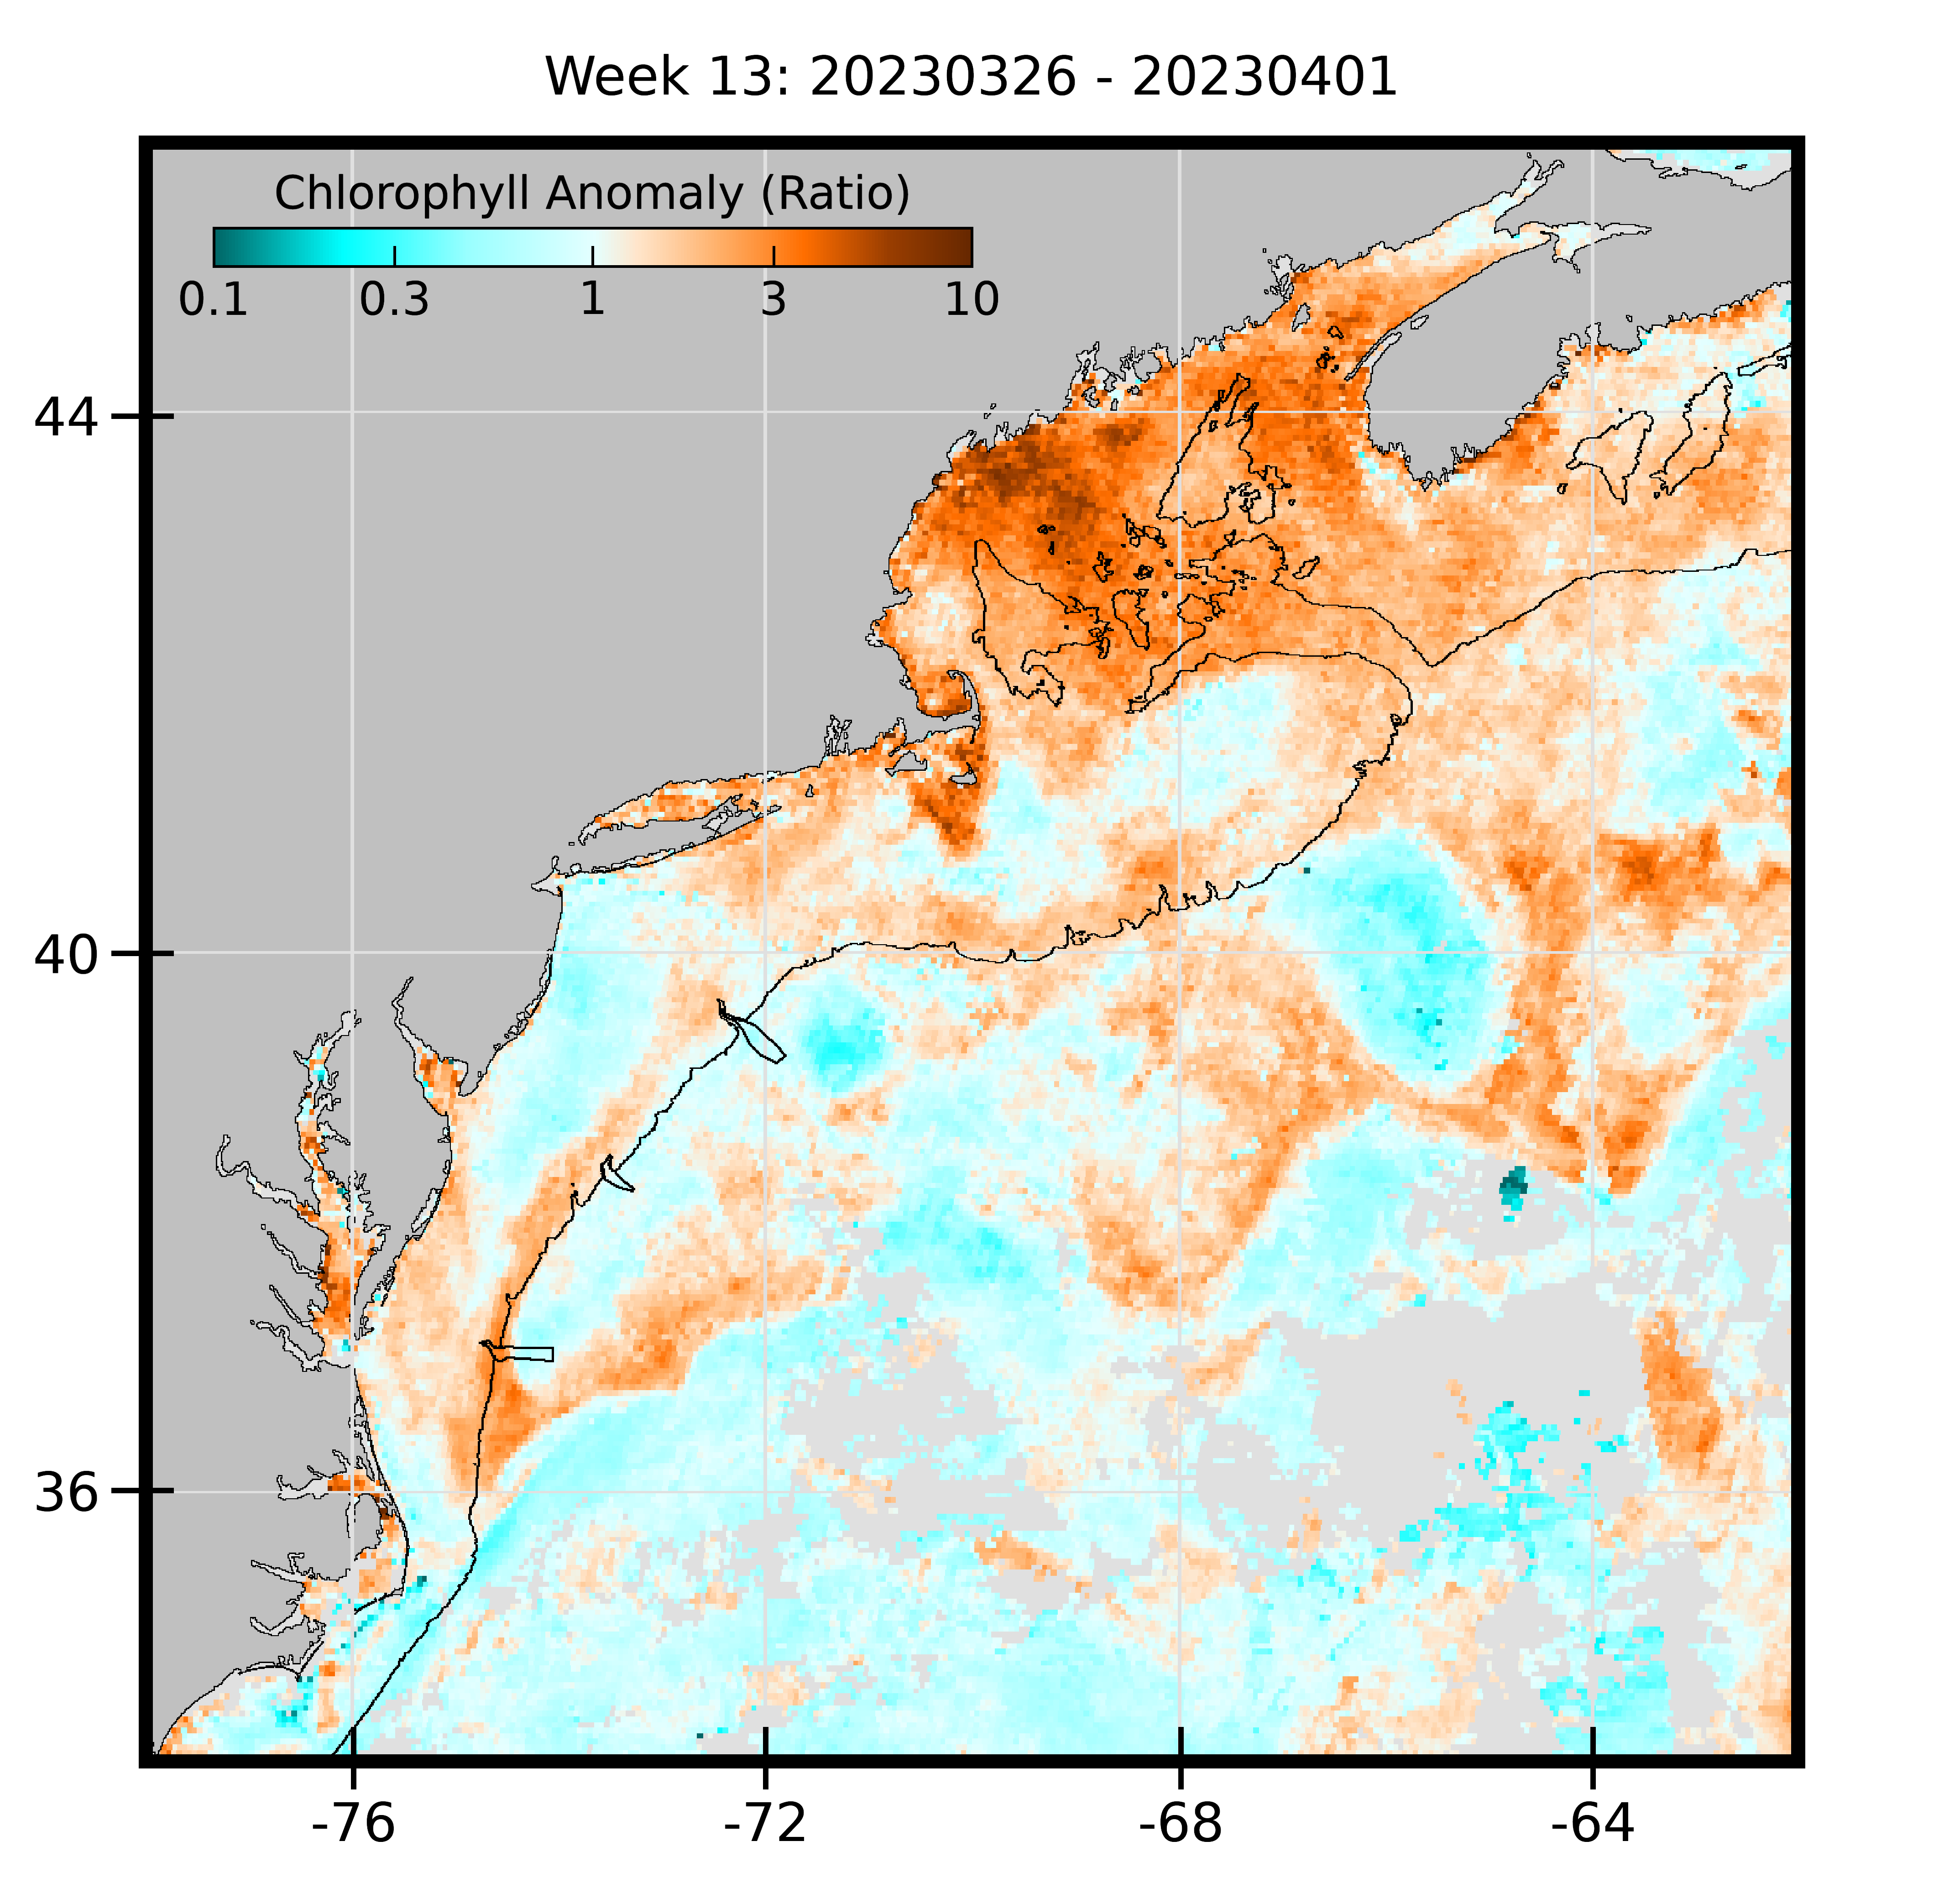 Week 13: 20230326 - 20230401
Chlorophyll Anomaly (Ratio)
0.1 0.3 1 3 10
44
40
36
-76 -72 -68 -64